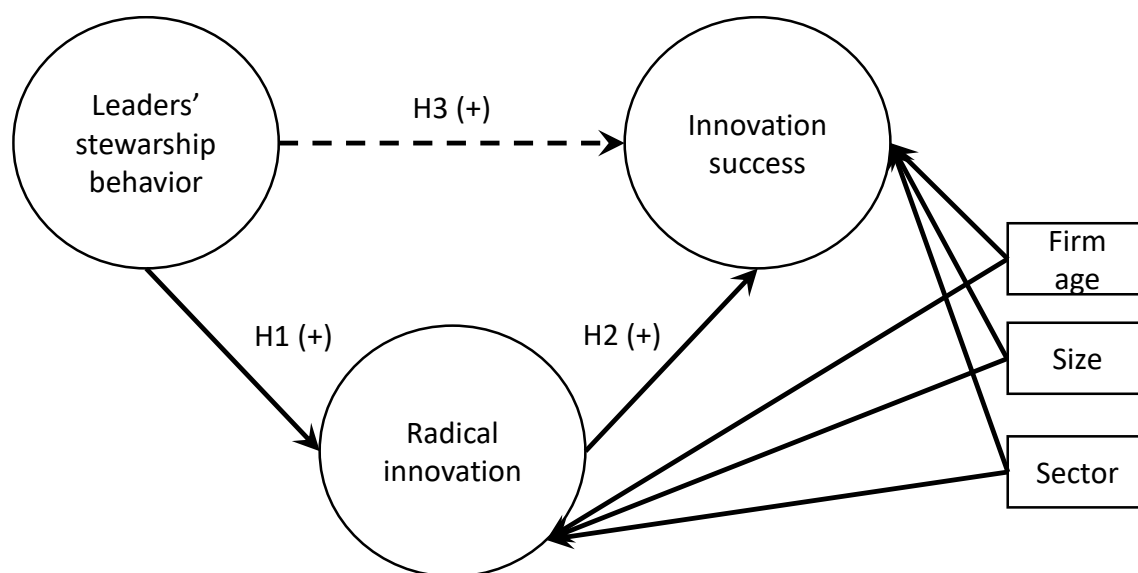 Leaders’
stewarship
behavior
H3 (+)
Innovation
success
H1 (+)
H2 (+)
Radical
innovation
Firm
age
Size
Sector